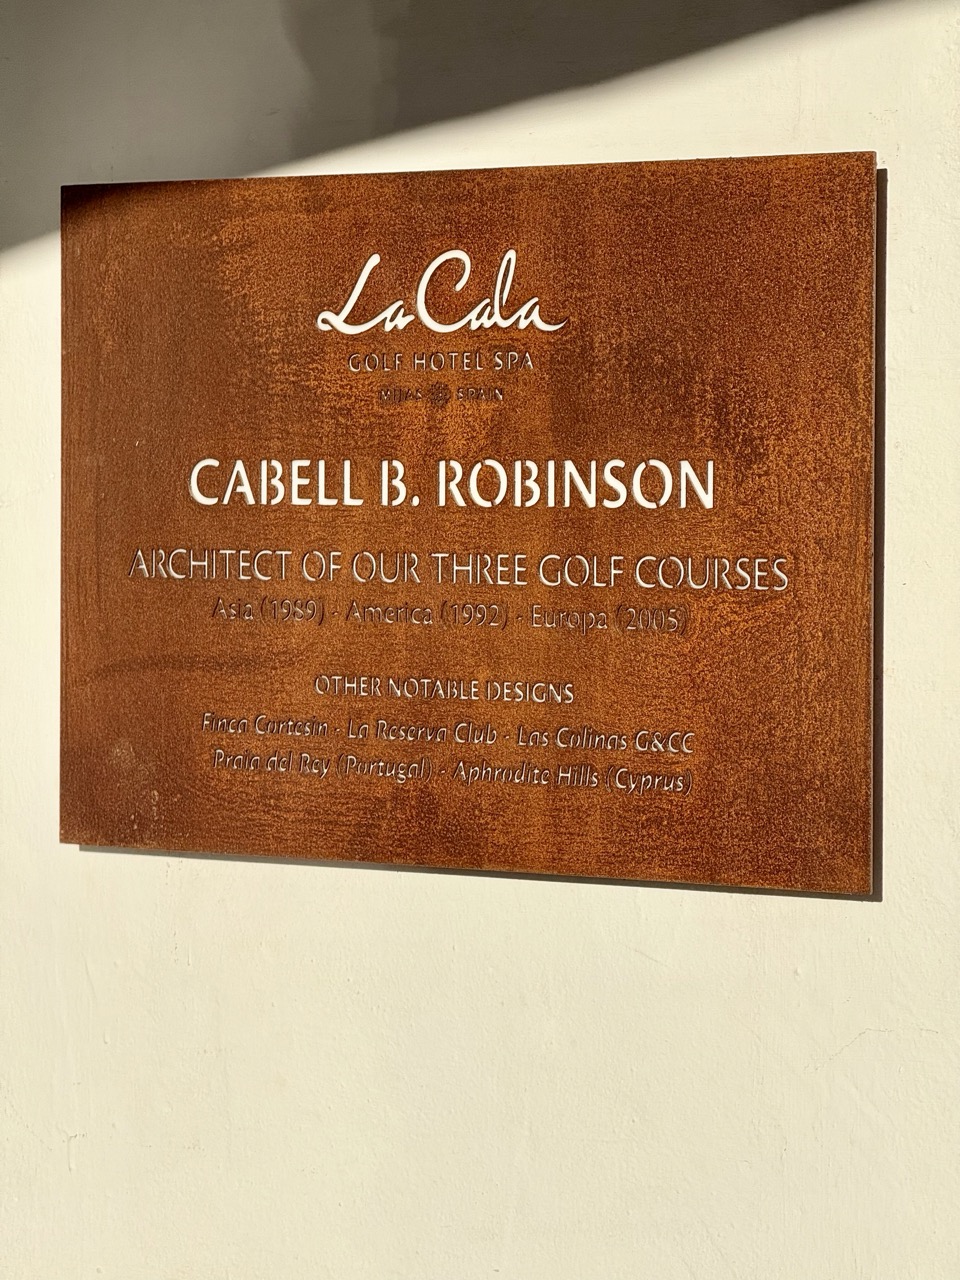 La Cala
GOLF HOTEL SPA
MIJAS SPAIN
CABELL B. ROBINSON
ARCHITECT OF OUR THREE GOLF COURSES
Asia (1989) - America (1992) - Europa (2005)
OTHER NOTABLE DESIGNS
Finca Cortesin - La Reserva Club - Las Colinas G&CC
Praia del Rey (Portugal) - Aphrodite Hills (Cyprus)